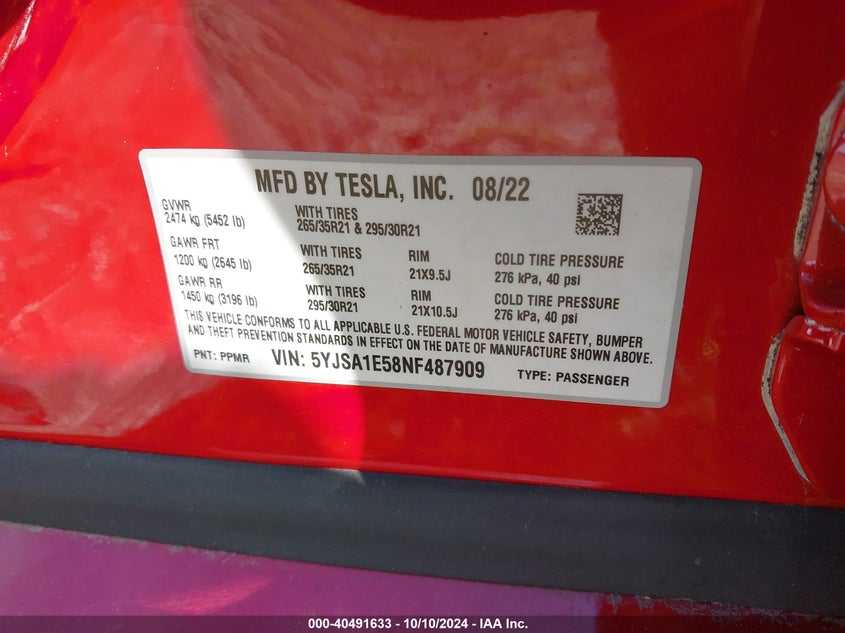 MFD BY TESLA, INC. 08/22
GVWR
2474 kg (5452 lb)
WITH TIRES
265/35R21 & 295/30R21
GAWR FRT
1200 kg (2645 lb)
WITH TIRES
265/35R21
RIM
21X9.5J
COLD TIRE PRESSURE
276 kPa, 40 psi
GAWR RR
1450 kg (3196 lb)
WITH TIRES
295/30R21
RIM
21X10.5J
COLD TIRE PRESSURE
276 kPa, 40 psi
THIS VEHICLE CONFORMS TO ALL APPLICABLE U.S. FEDERAL MOTOR VEHICLE SAFETY, BUMPER
AND THEFT PREVENTION STANDARDS IN EFFECT ON THE DATE OF MANUFACTURE SHOWN ABOVE.
PNT: PPMR VIN: 5YJSA1E58NF487909 TYPE: PASSENGER
000-40491633 - 10/10/2024 - IAA Inc.